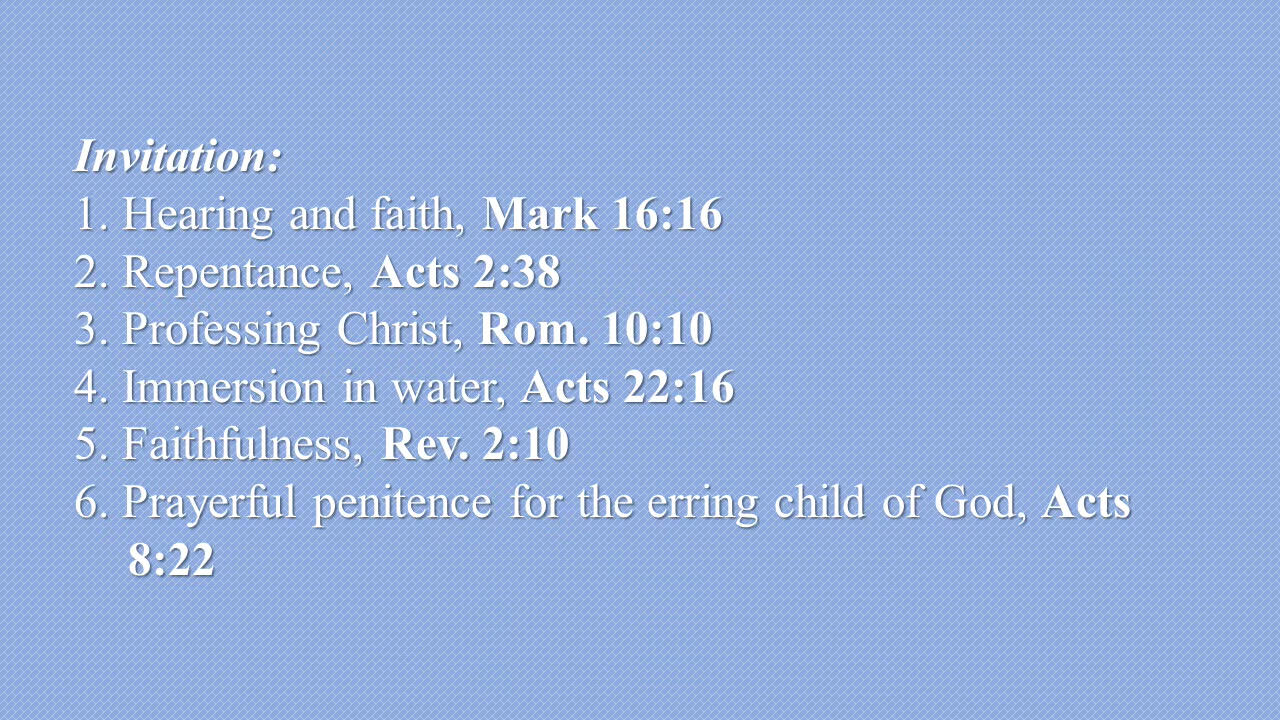 Invitation:
1. Hearing and faith, Mark 16:16
2. Repentance, Acts 2:38
3. Professing Christ, Rom. 10:10
4. Immersion in water, Acts 22:16
5. Faithfulness, Rev. 2:10
6. Prayerful penitence for the erring child of God, Acts
8:22